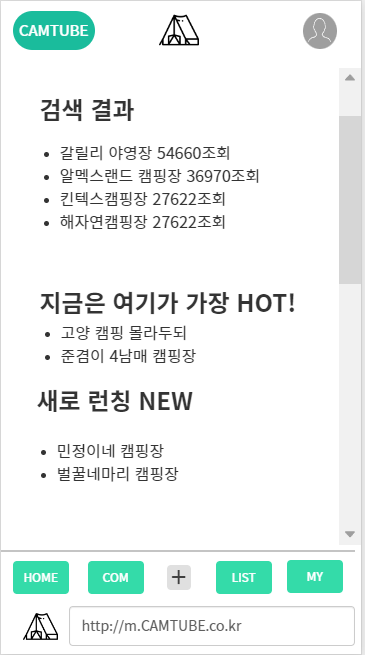 CAMTUBE
검색 결과
갈릴리 야영장 54660조회
알멕스랜드 캠핑장 36970조회
킨텍스캠핑장 27622조회
해자연캠핑장 27622조회
지금은 여기가 가장 HOT!
고양 캠핑 몰라두되
준겸이 4남매 캠핑장
새로 런칭 NEW
민정이네 캠핑장
벌꿀네마리 캠핑장
HOME COM + LIST MY
http://m.CAMTUBE.co.kr